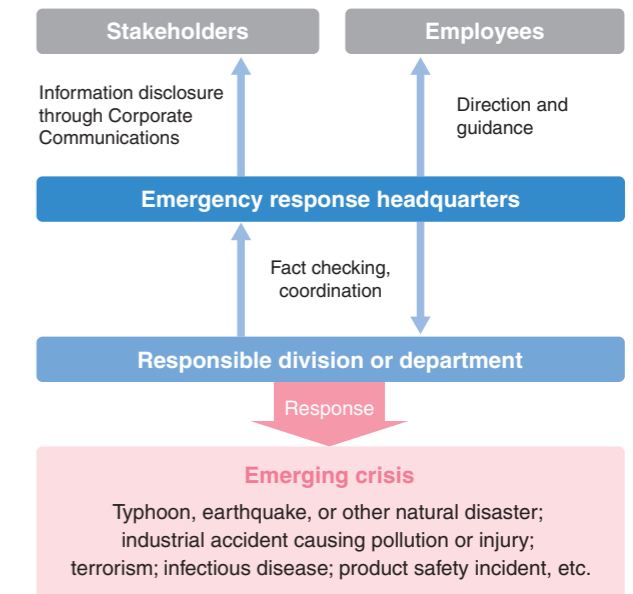 Stakeholders
Employees
Information disclosure
through Corporate
Communications
Direction and
guidance
Emergency response headquarters
Fact checking,
coordination
Responsible division or department
Response
Emerging crisis
Typhoon, earthquake, or other natural disaster;
industrial accident causing pollution or injury;
terrorism; infectious disease; product safety incident, etc.